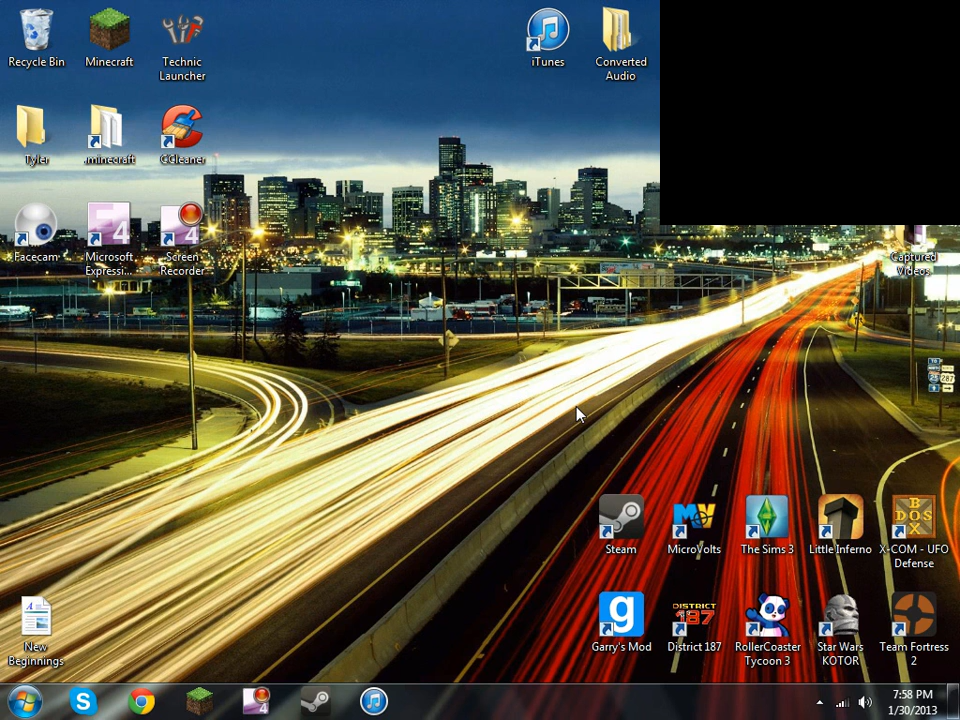 Recycle Bin
Minecraft
Technic
Launcher
iTunes
Converted
Audio
Tyler
.minecraft
CCleaner
Facecam
Microsoft
Expressi...
Screen
Recorder
Captured
Videos
Steam
MicroVolts
The Sims 3
Little Inferno
X-COM - UFO
Defense
New
Beginnings
Garry's Mod
District 187
RollerCoaster
Tycoon 3
Star Wars
KOTOR
Team Fortress
2
7:58 PM
1/30/2013